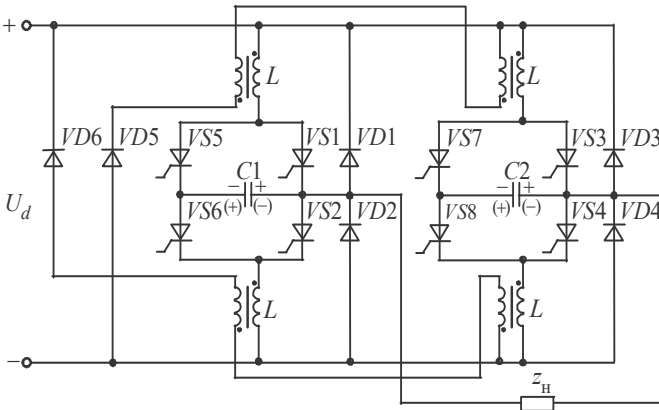 +
L
L
VD6
VD5
VS5
VS1
VD1
VS7
VS3
VD3
− C1 +
− C2 +
U_d
VS6
(+)
(−)
VS2
VD2
VS8
(+)
(−)
VS4
VD4
L
L
−
z_н